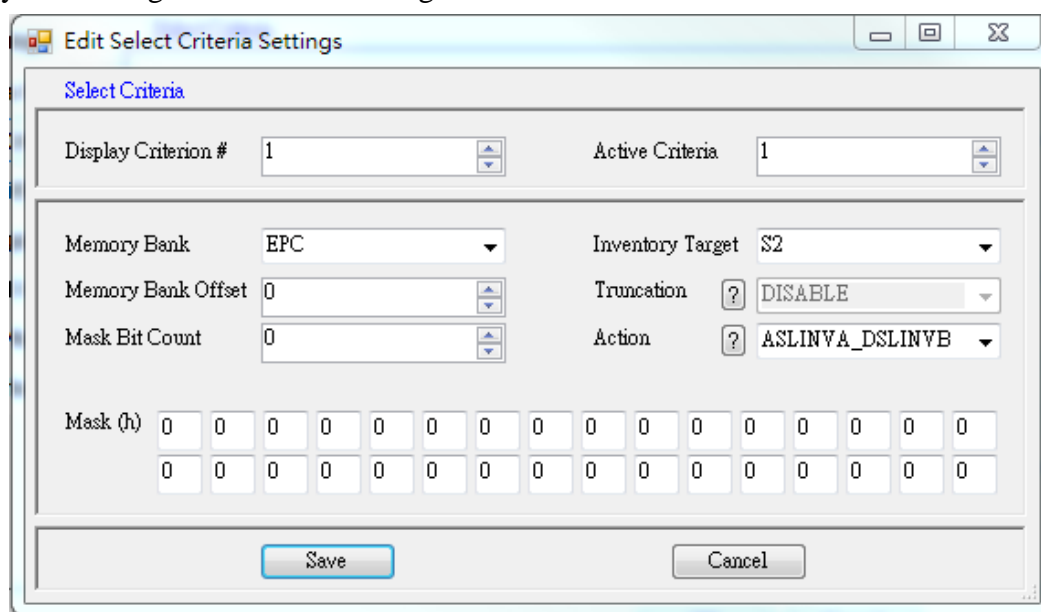 Edit Select Criteria Settings
Select Criteria
Display Criterion # 1 Active Criteria 1
Memory Bank EPC Inventory Target S2
Memory Bank Offset 0 Truncation ? DISABLE
Mask Bit Count 0 Action ? ASLINVA_DSLINVB
Mask (h) 0 0 0 0 0 0 0 0 0 0 0 0 0 0 0 0
0 0 0 0 0 0 0 0 0 0 0 0 0 0 0 0
Save Cancel